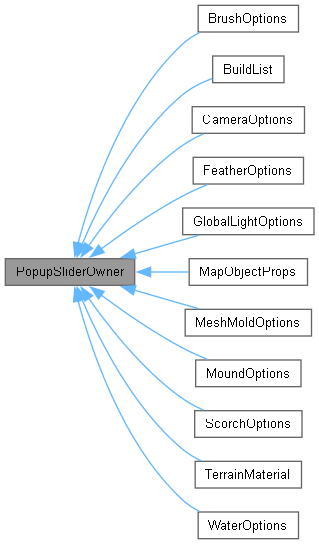 BrushOptions
BuildList
CameraOptions
FeatherOptions
GlobalLightOptions
PopupSliderOwner
MapObjectProps
MeshMoldOptions
MoundOptions
ScorchOptions
TerrainMaterial
WaterOptions